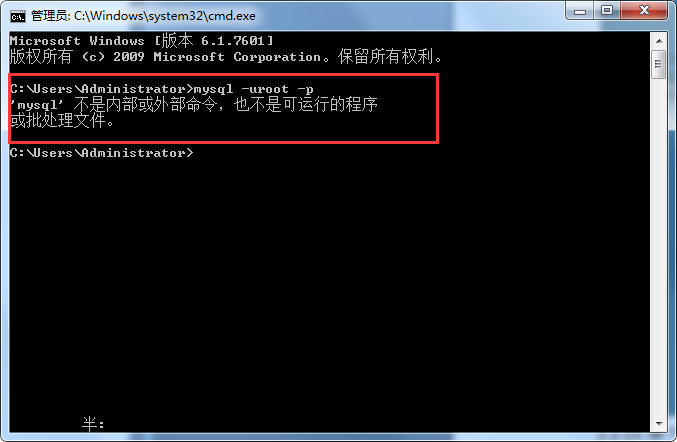 管理员: C:\Windows\system32\cmd.exe
Microsoft Windows [版本 6.1.7601]
版权所有 (c) 2009 Microsoft Corporation。保留所有权利。
C:\Users\Administrator>mysql -uroot -p
'mysql' 不是内部或外部命令，也不是可运行的程序
或批处理文件。
C:\Users\Administrator>
半: